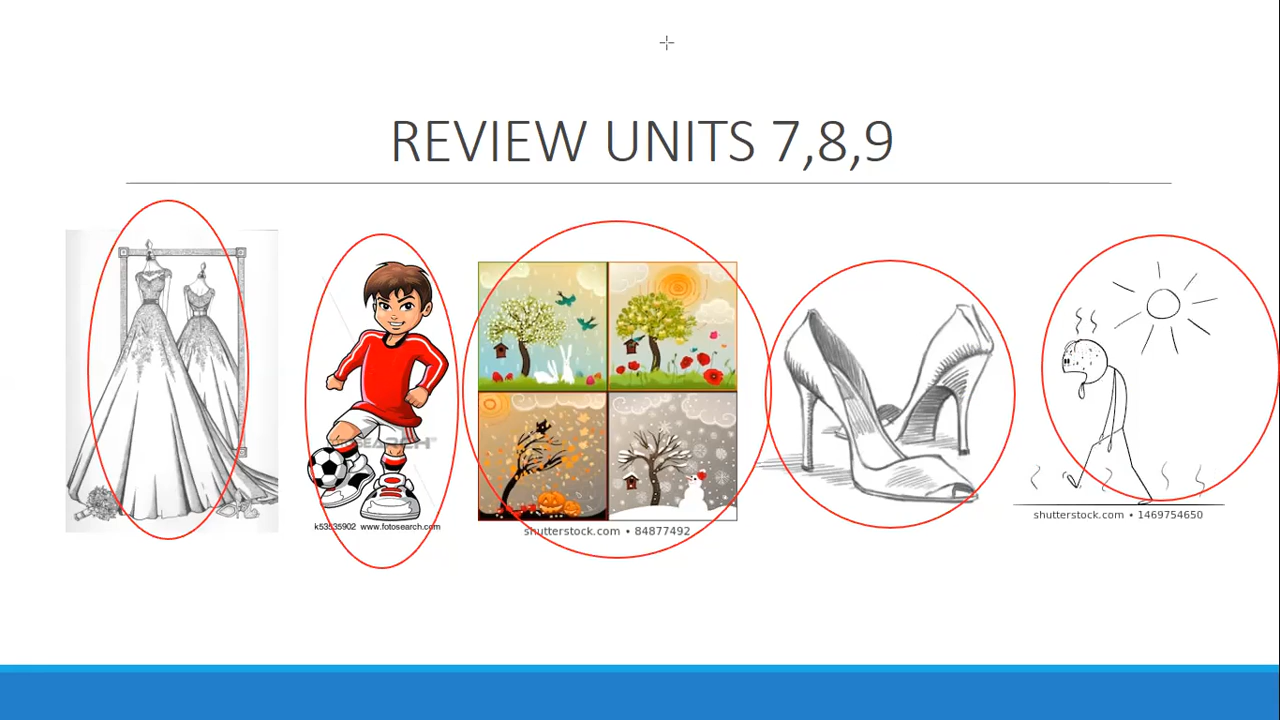 REVIEW UNITS 7,8,9
k53535902 www.fotosearch.com
shutterstock.com • 84877492
shutterstock.com • 1469754650